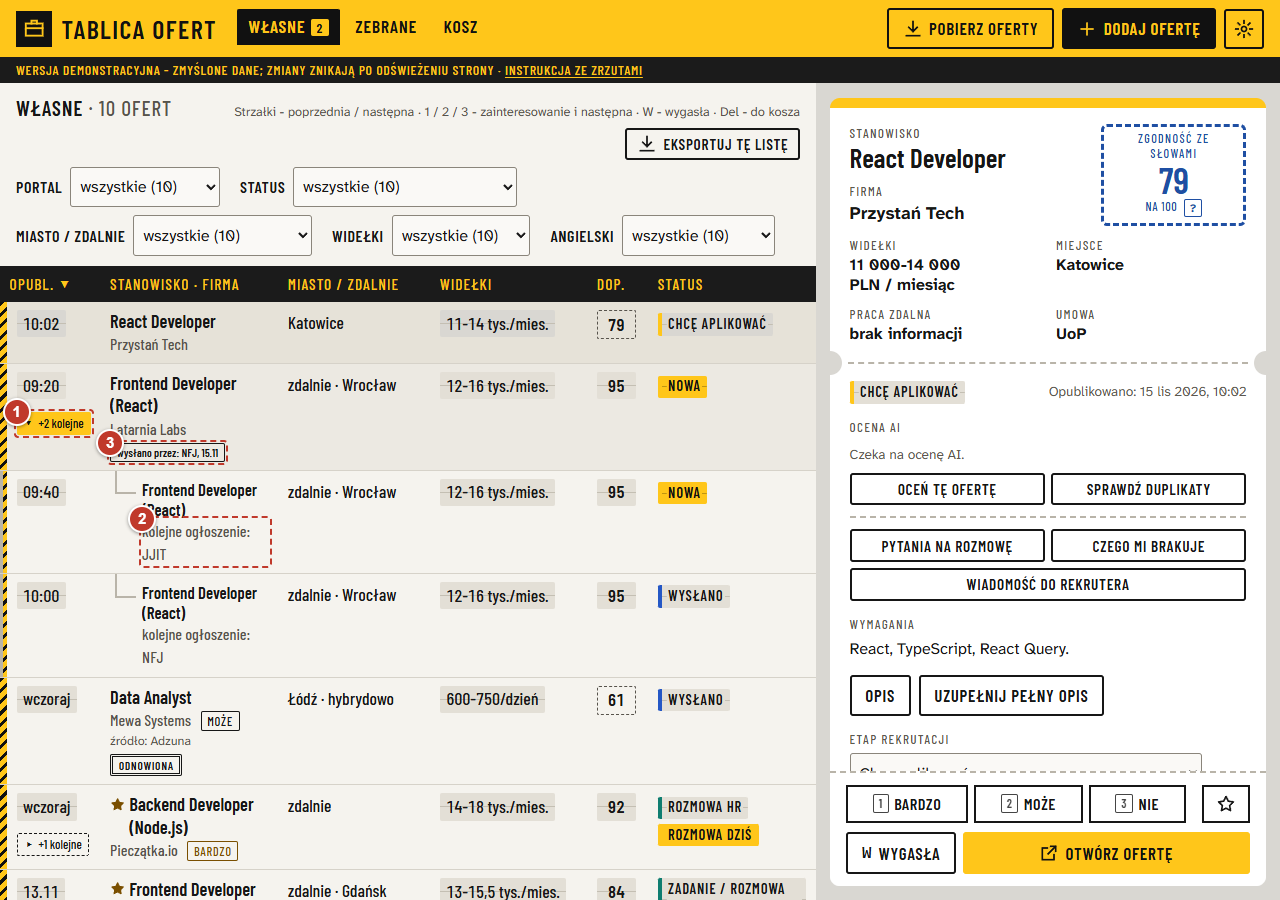 TABLICA OFERT
WŁASNE 2
ZEBRANE
KOSZ
POBIERZ OFERTY
DODAJ OFERTĘ
WERSJA DEMONSTRACYJNA - ZMYŚLONE DANE; ZMIANY ZNIKAJĄ PO ODŚWIEŻENIU STRONY · INSTRUKCJA ZE ZRZUTAMI
WŁASNE · 10 OFERT
Strzałki - poprzednia / następna · 1 / 2 / 3 - zainteresowanie i następna · W - wygasła · Del - do kosza
EKSPORTUJ TĘ LISTĘ
PORTAL wszystkie (10) STATUS wszystkie (10)
MIASTO / ZDALNIE wszystkie (10) WIDEŁKI wszystkie (10) ANGIELSKI wszystkie (10)
OPUBL. ▼ STANOWISKO · FIRMA MIASTO / ZDALNIE WIDEŁKI DOP. STATUS
10:02 React Developer Katowice 11-14 tys./mies. 79 CHCĘ APLIKOWAĆ
Przystań Tech
09:20 Frontend Developer zdalnie · Wrocław 12-16 tys./mies. 95 NOWA
(React)
1 +2 kolejne Latarnia Labs
3 Wysłano przez: NFJ, 15.11
09:40 Frontend Developer zdalnie · Wrocław 12-16 tys./mies. 95 NOWA
(React)
2 kolejne ogłoszenie:
JJIT
10:00 Frontend Developer zdalnie · Wrocław 12-16 tys./mies. 95 WYSŁANO
(React)
kolejne ogłoszenie:
NFJ
wczoraj Data Analyst Łódź · hybrydowo 600-750/dzień 61 WYSŁANO
Mewa Systems MOŻE
źródło: Adzuna
ODNOWIONA
wczoraj ★ Backend Developer zdalnie 14-18 tys./mies. 92 ROZMOWA HR
(Node.js) ROZMOWA DZIŚ
▸ +1 kolejne Pieczątka.io BARDZO
13.11 ★ Frontend Developer zdalnie · Gdańsk 13-15,5 tys./mies. 84 ZADANIE / ROZMOWA
STANOWISKO
React Developer
ZGODNOŚĆ ZE
SŁOWAMI
79
NA 100 ?
FIRMA
Przystań Tech
WIDEŁKI MIEJSCE
11 000-14 000 Katowice
PLN / miesiąc
PRACA ZDALNA UMOWA
brak informacji UoP
CHCĘ APLIKOWAĆ Opublikowano: 15 lis 2026, 10:02
OCENA AI
Czeka na ocenę AI.
OCEŃ TĘ OFERTĘ SPRAWDŹ DUPLIKATY
PYTANIA NA ROZMOWĘ CZEGO MI BRAKUJE
WIADOMOŚĆ DO REKRUTERA
WYMAGANIA
React, TypeScript, React Query.
OPIS UZUPEŁNIJ PEŁNY OPIS
ETAP REKRUTACJI
1 BARDZO 2 MOŻE 3 NIE
W WYGASŁA OTWÓRZ OFERTĘ